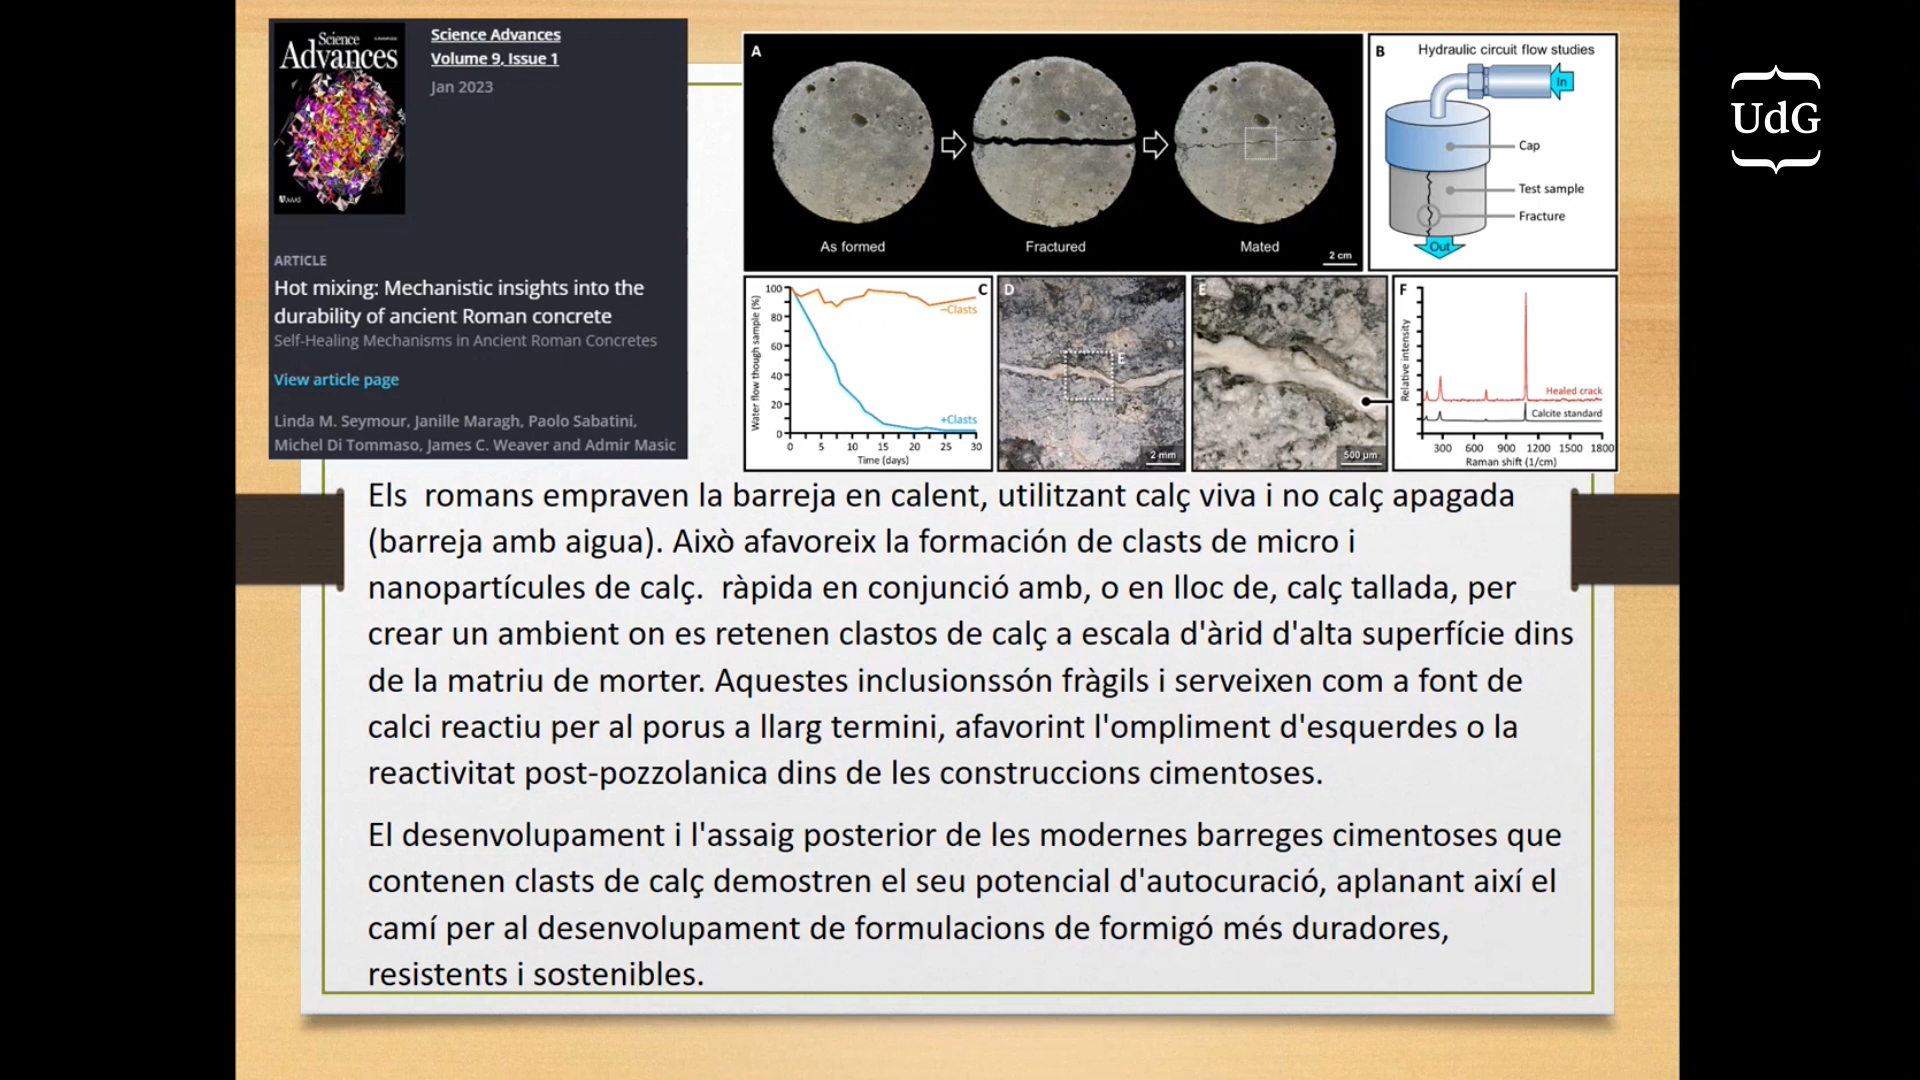 Science
Advances
AAAS
Science Advances
Volume 9, Issue 1
Jan 2023
ARTICLE
Hot mixing: Mechanistic insights into the
durability of ancient Roman concrete
Self-Healing Mechanisms in Ancient Roman Concretes
View article page
Linda M. Seymour, Janille Maragh, Paolo Sabatini,
Michel Di Tommaso, James C. Weaver and Admir Masic
A
As formed
Fractured
Mated
2 cm
B
Hydraulic circuit flow studies
In
Cap
Test sample
Fracture
Out
C
Water flow though sample (%)
100
80
60
40
20
0
–Clasts
+Clasts
0 5 10 15 20 25 30
Time (days)
D
E
2 mm
E
500 µm
F
Relative intensity
Healed crack
Calcite standard
300 600 900 1200 1500 1800
Raman shift (1/cm)
UdG
Els romans empraven la barreja en calent, utilitzant calç viva i no calç apagada
(barreja amb aigua). Això afavoreix la formación de clasts de micro i
nanopartícules de calç. ràpida en conjunció amb, o en lloc de, calç tallada, per
crear un ambient on es retenen clastos de calç a escala d'àrid d'alta superfície dins
de la matriu de morter. Aquestes inclusionssón fràgils i serveixen com a font de
calci reactiu per al porus a llarg termini, afavorint l'ompliment d'esquerdes o la
reactivitat post-pozzolanica dins de les construccions cimentoses.
El desenvolupament i l'assaig posterior de les modernes barreges cimentoses que
contenen clasts de calç demostren el seu potencial d'autocuració, aplanant així el
camí per al desenvolupament de formulacions de formigó més duradores,
resistents i sostenibles.